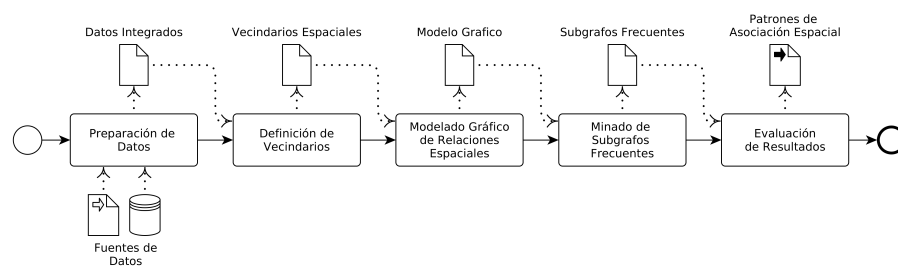 Datos Integrados
Vecindarios Espaciales
Modelo Grafico
Subgrafos Frecuentes
Patrones de
Asociación Espacial
Preparación de
Datos
Definición de
Vecindarios
Modelado Gráfico
de Relaciones
Espaciales
Minado de
Subgrafos
Frecuentes
Evaluación
de Resultados
Fuentes de
Datos